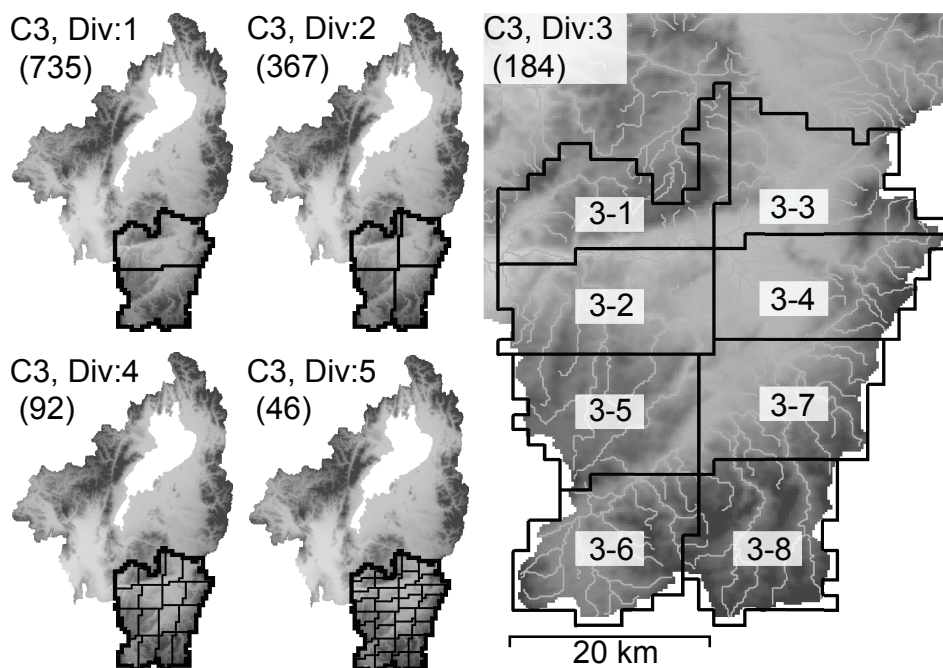 C3, Div:1
(735)
C3, Div:2
(367)
C3, Div:3
(184)
3-1
3-3
3-2
3-4
C3, Div:4
(92)
C3, Div:5
(46)
3-5
3-7
3-6
3-8
20 km